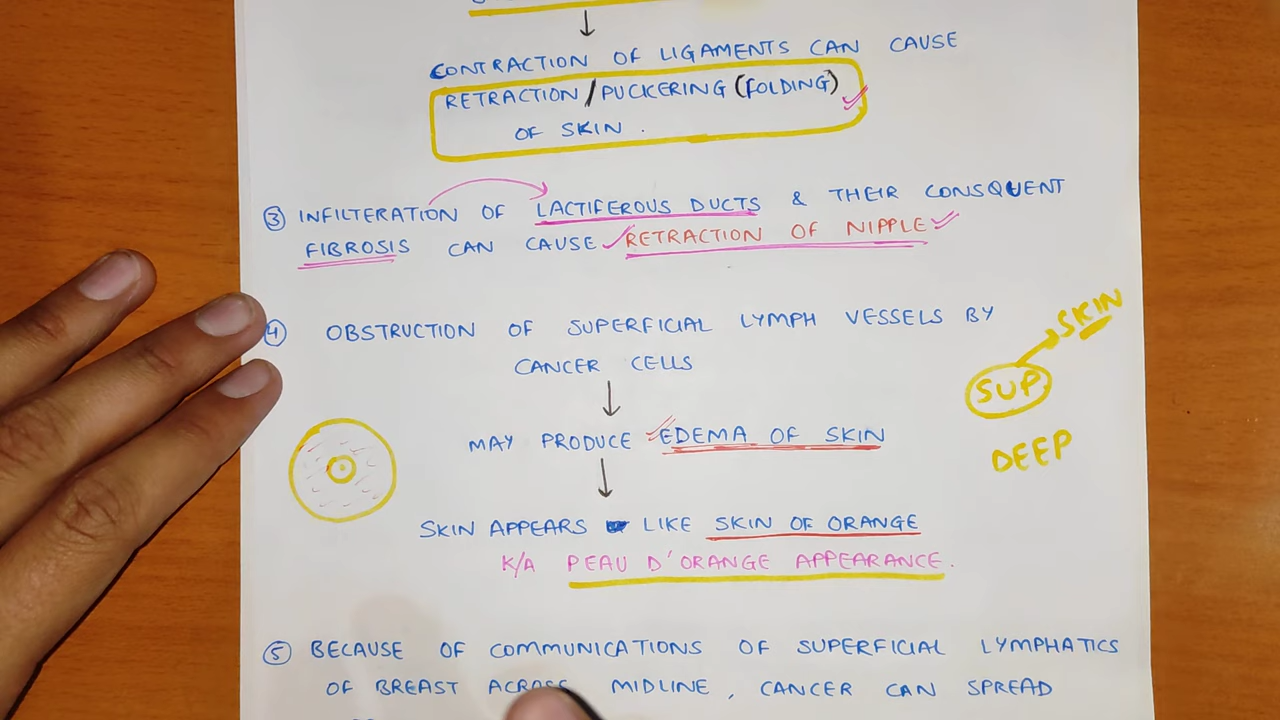 CONTRACTION OF LIGAMENTS CAN CAUSE
RETRACTION / PUCKERING (FOLDING)
OF SKIN.
③ INFILTERATION OF LACTIFEROUS DUCTS & THEIR CONSQUENT
FIBROSIS CAN CAUSE RETRACTION OF NIPPLE
④ OBSTRUCTION OF SUPERFICIAL LYMPH VESSELS BY
CANCER CELLS
SKIN
SUP
MAY PRODUCE EDEMA OF SKIN
DEEP
SKIN APPEARS LIKE SKIN OF ORANGE
K/A PEAU D'ORANGE APPEARANCE.
⑤ BECAUSE OF COMMUNICATIONS OF SUPERFICIAL LYMPHATICS
OF BREAST ACROSS MIDLINE, CANCER CAN SPREAD